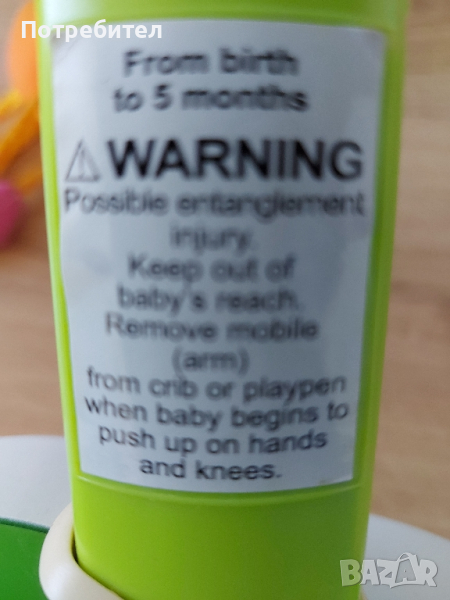 Потребител
From birth
to 5 months
WARNING
Possible entanglement
injury.
Keep out of
baby's reach.
Remove mobile
(arm)
from crib or playpen
when baby begins to
push up on hands
and knees.
BAZAR